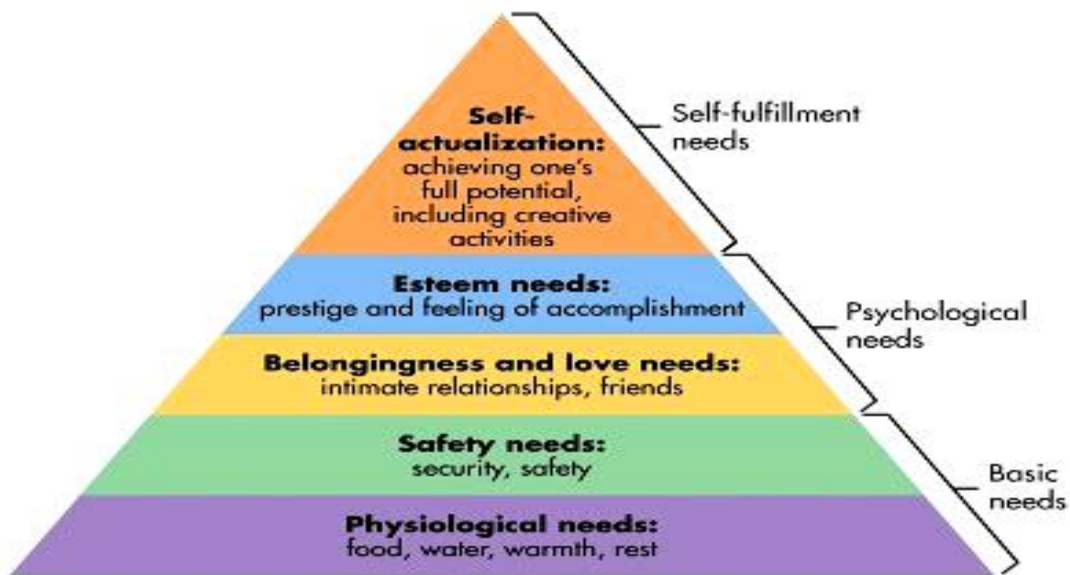 Self-
actualization:
achieving one's
full potential,
including creative
activities
Self-fulfillment
needs
Esteem needs:
prestige and feeling of accomplishment
Belongingness and love needs:
intimate relationships, friends
Psychological
needs
Safety needs:
security, safety
Physiological needs:
food, water, warmth, rest
Basic
needs